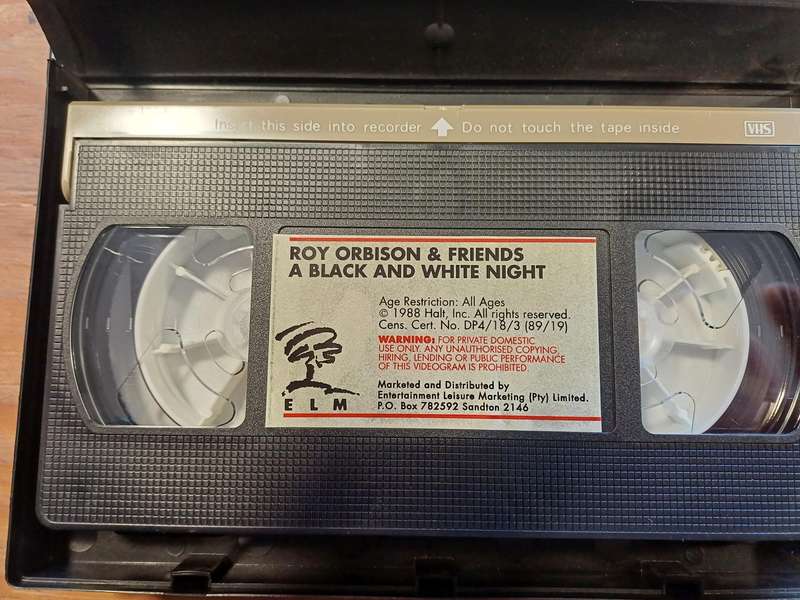 Insert this side into recorder Do not touch the tape inside VHS
ROY ORBISON & FRIENDS
A BLACK AND WHITE NIGHT
Age Restriction: All Ages
© 1988 Halt, Inc. All rights reserved.
Cens. Cert. No. DP4/18/3 (89/19)
WARNING: FOR PRIVATE DOMESTIC
USE ONLY. ANY UNAUTHORISED COPYING,
HIRING, LENDING OR PUBLIC PERFORMANCE
OF THIS VIDEOGRAM IS PROHIBITED.
ELM
Marketed and Distributed by
Entertainment Leisure Marketing (Pty) Limited.
P.O. Box 782592 Sandton 2146